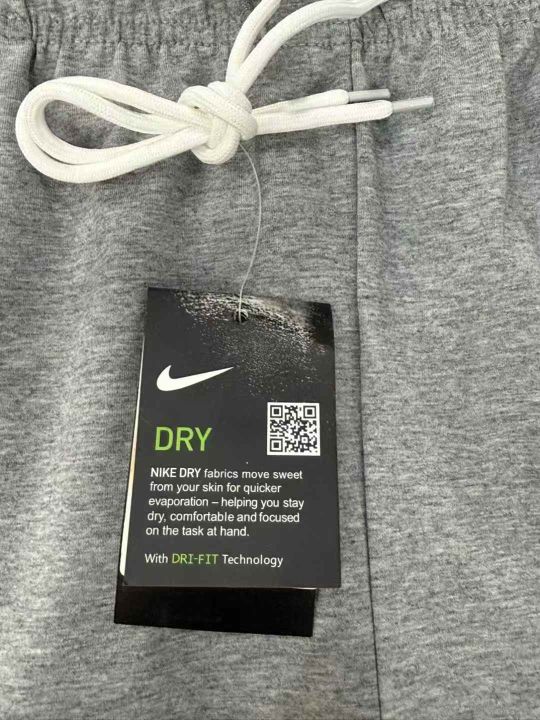 DRY
NIKE DRY fabrics move sweet
from your skin for quicker
evaporation – helping you stay
dry, comfortable and focused
on the task at hand.
With DRI-FIT Technology